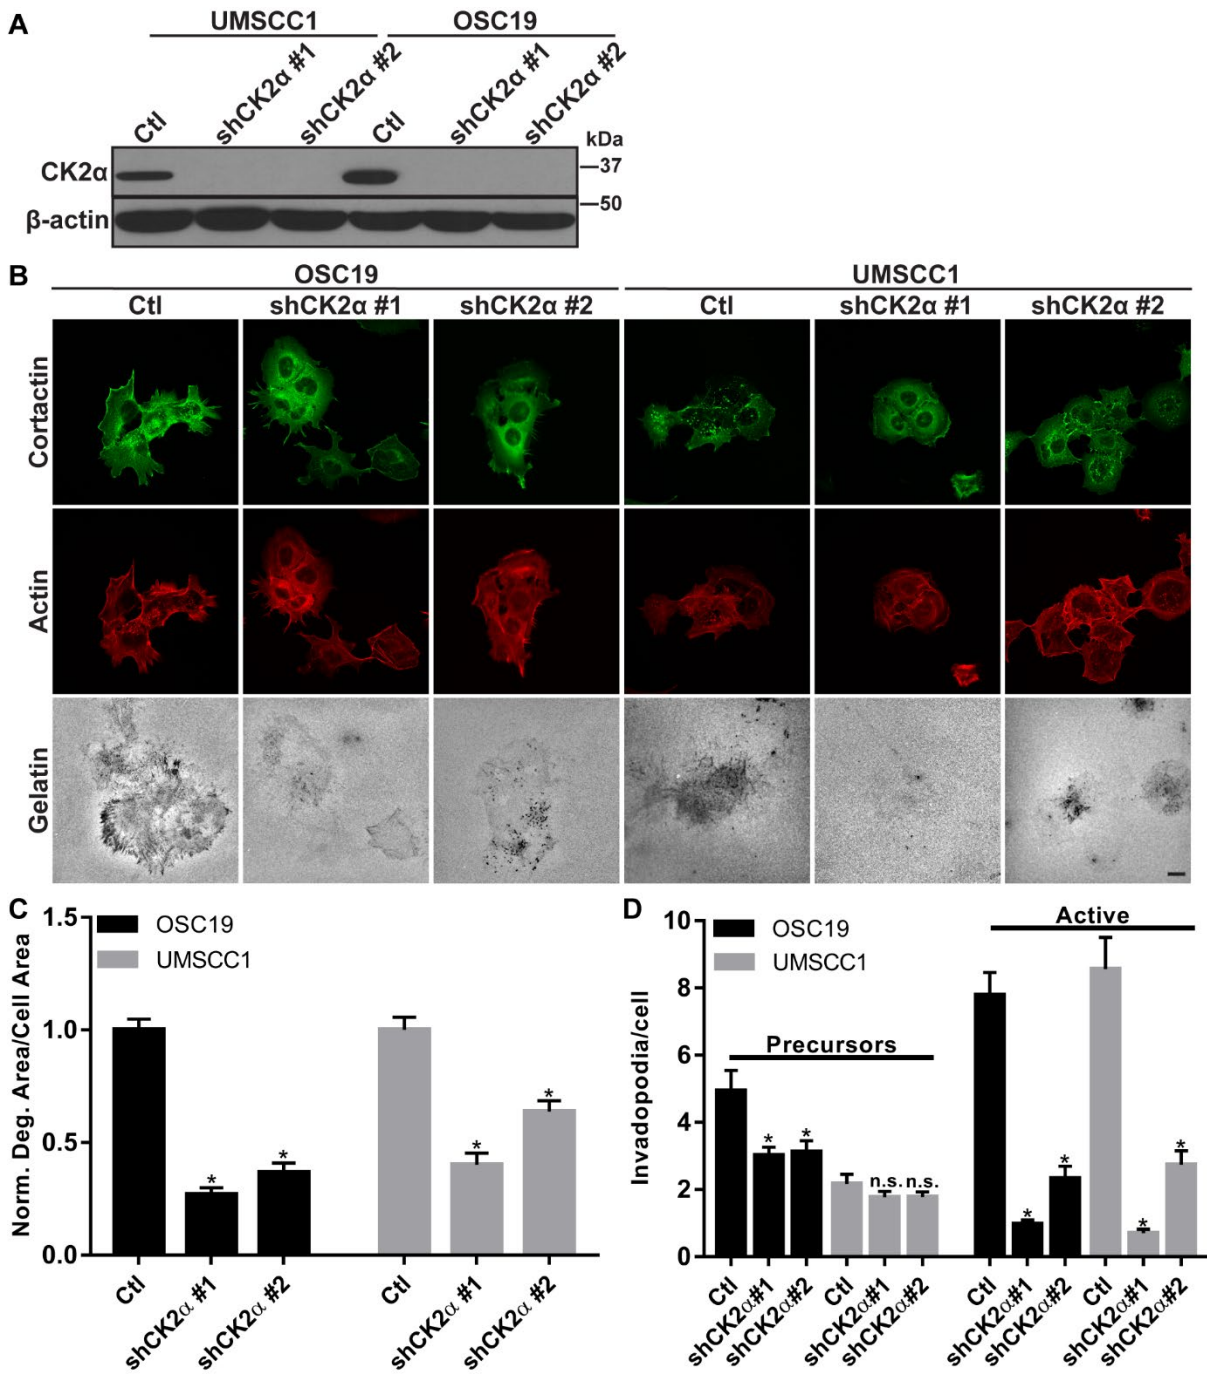 A
UMSCC1 OSC19
Ctl shCK2α #1 shCK2α #2 Ctl shCK2α #1 shCK2α #2
kDa
CK2α 37
50
β-actin
B
OSC19 UMSCC1
Ctl shCK2α #1 shCK2α #2 Ctl shCK2α #1 shCK2α #2
Cortactin
Actin
Gelatin
C
Norm. Deg. Area/Cell Area
1.5
1.0
0.5
0.0
OSC19
UMSCC1
* * * *
Ctl shCK2α #1 shCK2α #2 Ctl shCK2α #1 shCK2α #2
D
Invadopodia/cell
10
8
6
4
2
0
OSC19
UMSCC1
Active
Precursors
* * n.s. n.s. * * * *
Ctl shCK2α#1 shCK2α#2 Ctl shCK2α#1 shCK2α#2 Ctl shCK2α#1 shCK2α#2 Ctl shCK2α#1 shCK2α#2